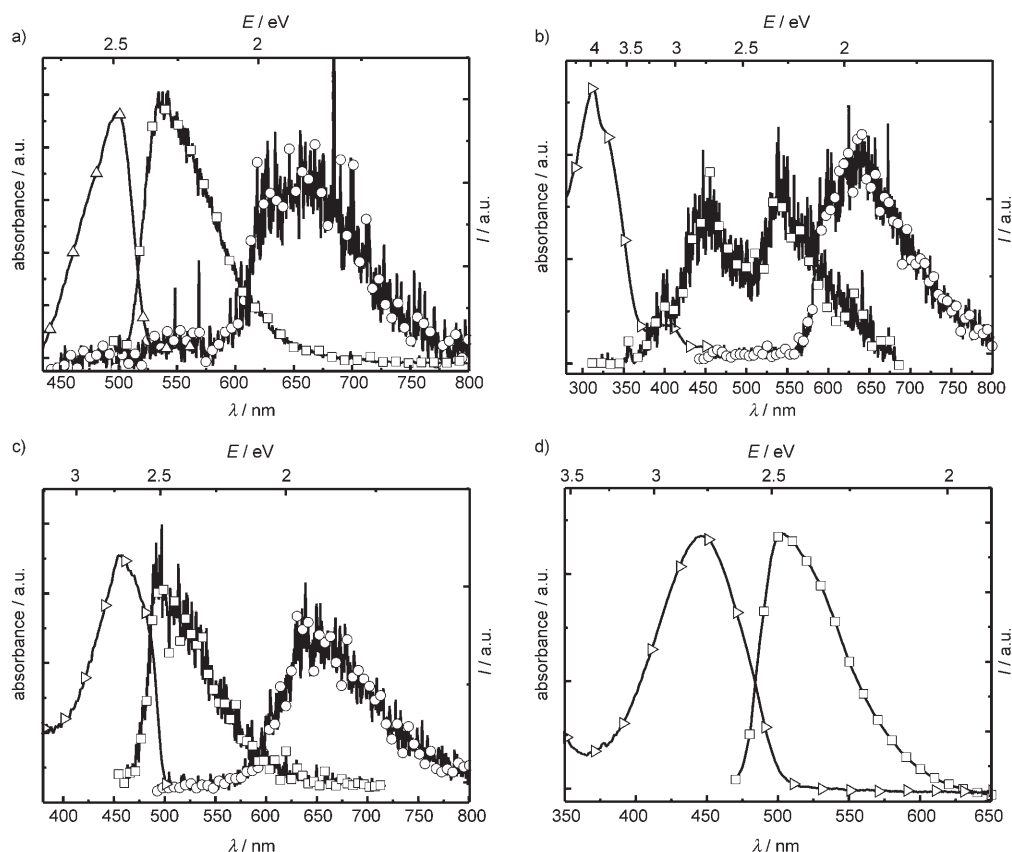 a)
E / eV
2.5 2
absorbance / a.u.
I / a.u.
450 500 550 600 650 700 750 800
λ / nm
b)
E / eV
4 3.5 3 2.5 2
absorbance / a.u.
I / a.u.
300 350 400 450 500 550 600 650 700 800
λ / nm
c)
E / eV
3 2.5 2
absorbance / a.u.
I / a.u.
400 450 500 550 600 650 700 750 800
λ / nm
d)
E / eV
3.5 3 2.5 2
absorbance / a.u.
I / a.u.
350 400 450 500 550 600 650
λ / nm